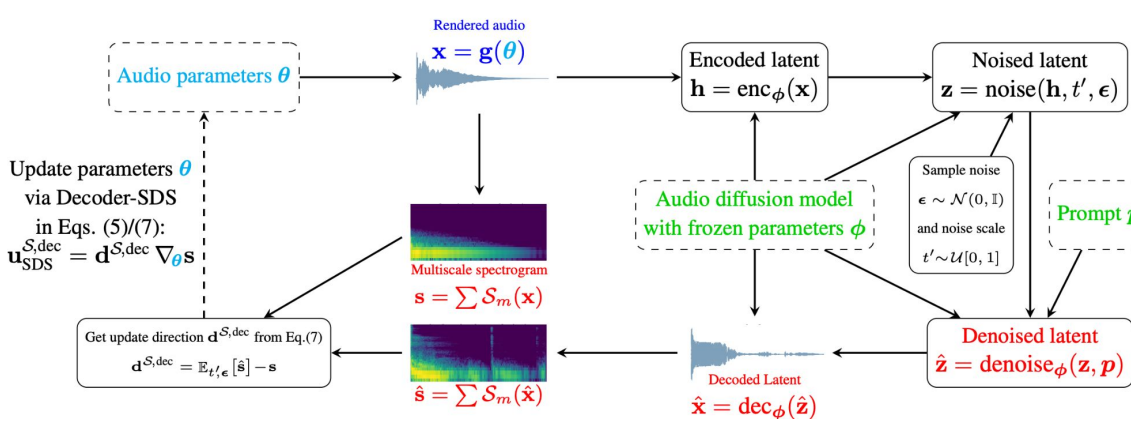 Rendered audio
x = g(θ)
Audio parameters θ
Encoded latent
h = enc_ϕ(x)
Noised latent
z = noise(h, t′, ϵ)
Update parameters θ
via Decoder-SDS
in Eqs. (5)/(7):
u_SDS^{S,dec} = d^{S,dec} ∇_θ s
Audio diffusion model
with frozen parameters ϕ
Sample noise
ϵ ∼ N(0, 𝕀)
and noise scale
t′∼U[0, 1]
Prompt p
Multiscale spectrogram
s = ∑ S_m(x)
Get update direction d^{S,dec} from Eq.(7)
d^{S,dec} = 𝔼_{t′,ϵ}[ŝ] − s
ŝ = ∑ S_m(x̂)
Decoded Latent
x̂ = dec_ϕ(ẑ)
Denoised latent
ẑ = denoise_ϕ(z, p)